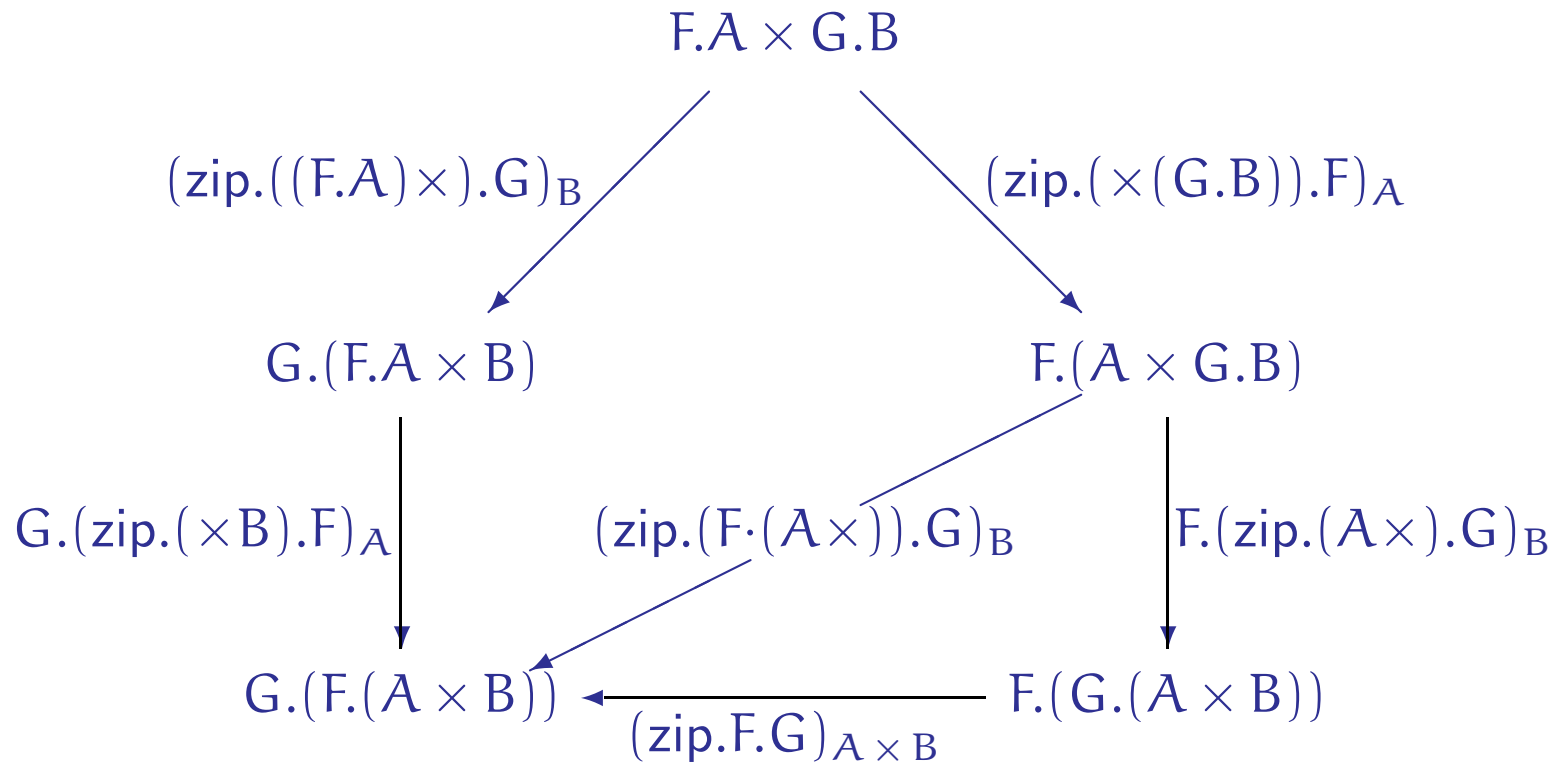 F.A × G.B
(zip.((F.A)×).G)B
(zip.(×(G.B)).F)A
G.(F.A × B)
F.(A × G.B)
G.(zip.(×B).F)A
(zip.(F·(A×)).G)B
F.(zip.(A×).G)B
G.(F.(A × B))
F.(G.(A × B))
(zip.F.G)A × B